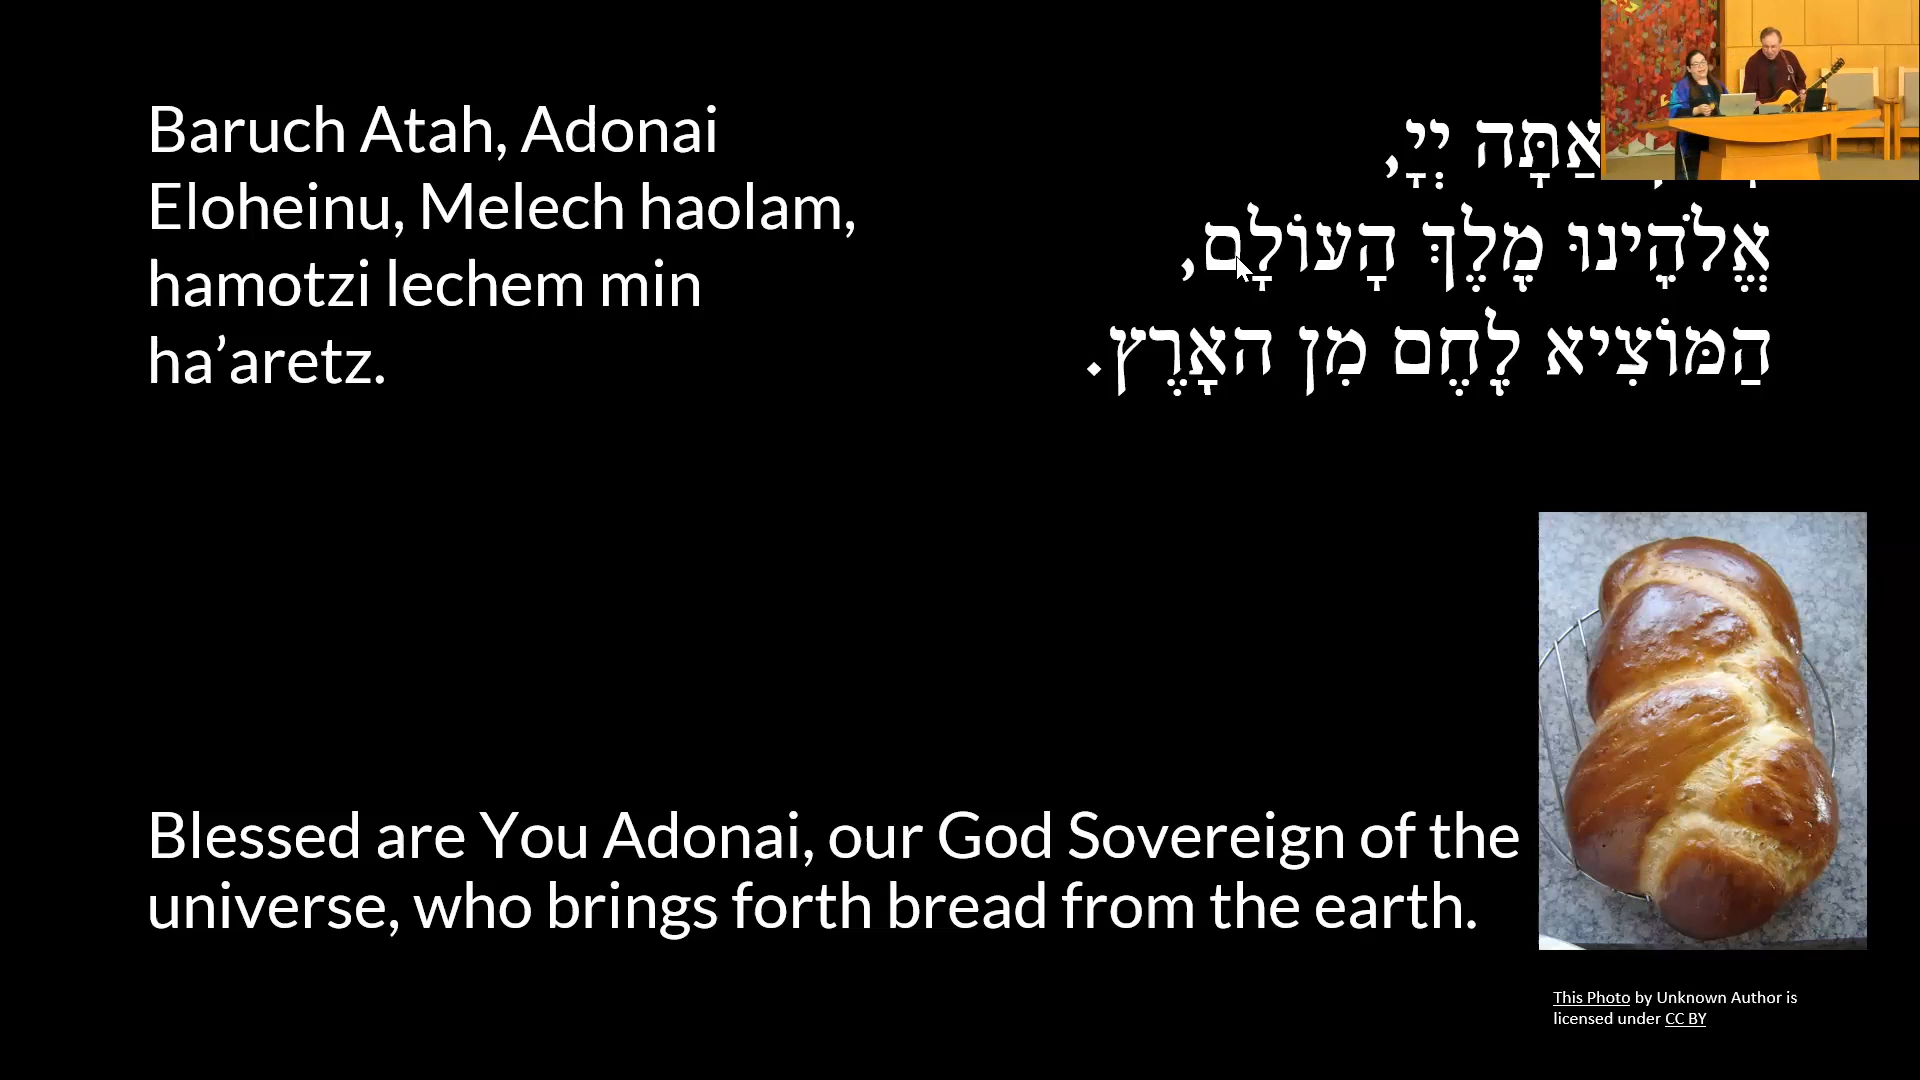 Baruch Atah, Adonai
Eloheinu, Melech haolam,
hamotzi lechem min
ha’aretz.
אַתָּה יְיָ,
אֱלֹהֵֽינוּ מֶֽלֶךְ הָעוֹלָם,
הַמּוֹצִיא לֶֽחֶם מִן הָאָֽרֶץ.
Blessed are You Adonai, our God Sovereign of the
universe, who brings forth bread from the earth.
This Photo by Unknown Author is
licensed under CC BY